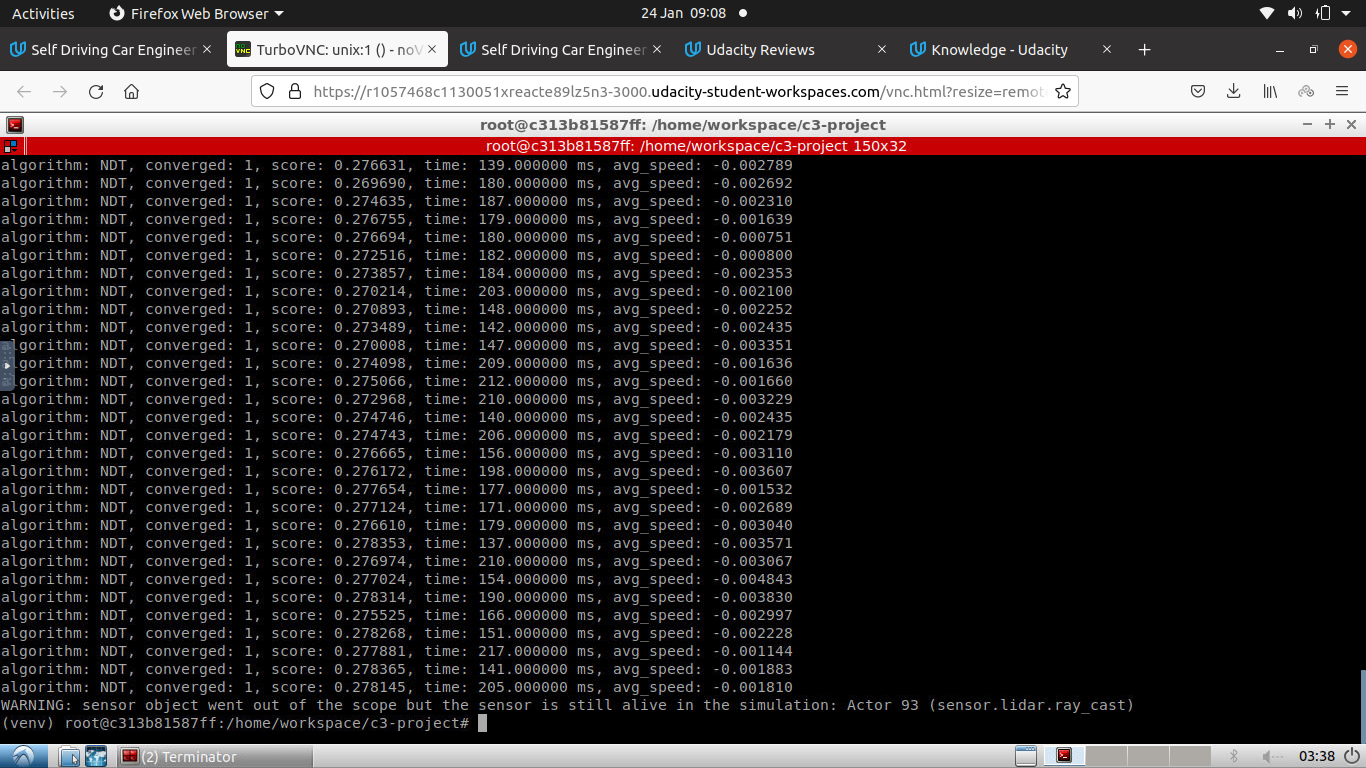 Activities Firefox Web Browser 24 Jan 09:08
Self Driving Car Engineer TurboVNC: unix:1 () - noV Self Driving Car Engineer Udacity Reviews Knowledge - Udacity
https://r1057468c1130051xreacte89lz5n3-3000.udacity-student-workspaces.com/vnc.html?resize=remot
root@c313b81587ff: /home/workspace/c3-project
root@c313b81587ff: /home/workspace/c3-project 150x32
algorithm: NDT, converged: 1, score: 0.276631, time: 139.000000 ms, avg_speed: -0.002789
algorithm: NDT, converged: 1, score: 0.269690, time: 180.000000 ms, avg_speed: -0.002692
algorithm: NDT, converged: 1, score: 0.274635, time: 187.000000 ms, avg_speed: -0.002310
algorithm: NDT, converged: 1, score: 0.276755, time: 179.000000 ms, avg_speed: -0.001639
algorithm: NDT, converged: 1, score: 0.276694, time: 180.000000 ms, avg_speed: -0.000751
algorithm: NDT, converged: 1, score: 0.272516, time: 182.000000 ms, avg_speed: -0.000800
algorithm: NDT, converged: 1, score: 0.273857, time: 184.000000 ms, avg_speed: -0.002353
algorithm: NDT, converged: 1, score: 0.270214, time: 203.000000 ms, avg_speed: -0.002100
algorithm: NDT, converged: 1, score: 0.270893, time: 148.000000 ms, avg_speed: -0.002252
algorithm: NDT, converged: 1, score: 0.273489, time: 142.000000 ms, avg_speed: -0.002435
algorithm: NDT, converged: 1, score: 0.270008, time: 147.000000 ms, avg_speed: -0.003351
algorithm: NDT, converged: 1, score: 0.274098, time: 209.000000 ms, avg_speed: -0.001636
algorithm: NDT, converged: 1, score: 0.275066, time: 212.000000 ms, avg_speed: -0.001660
algorithm: NDT, converged: 1, score: 0.272968, time: 210.000000 ms, avg_speed: -0.003229
algorithm: NDT, converged: 1, score: 0.274746, time: 140.000000 ms, avg_speed: -0.002435
algorithm: NDT, converged: 1, score: 0.274743, time: 206.000000 ms, avg_speed: -0.002179
algorithm: NDT, converged: 1, score: 0.276665, time: 156.000000 ms, avg_speed: -0.003110
algorithm: NDT, converged: 1, score: 0.276172, time: 198.000000 ms, avg_speed: -0.003607
algorithm: NDT, converged: 1, score: 0.277654, time: 177.000000 ms, avg_speed: -0.001532
algorithm: NDT, converged: 1, score: 0.277124, time: 171.000000 ms, avg_speed: -0.002689
algorithm: NDT, converged: 1, score: 0.276610, time: 179.000000 ms, avg_speed: -0.003040
algorithm: NDT, converged: 1, score: 0.278353, time: 137.000000 ms, avg_speed: -0.003571
algorithm: NDT, converged: 1, score: 0.276974, time: 210.000000 ms, avg_speed: -0.003067
algorithm: NDT, converged: 1, score: 0.277024, time: 154.000000 ms, avg_speed: -0.004843
algorithm: NDT, converged: 1, score: 0.278314, time: 190.000000 ms, avg_speed: -0.003830
algorithm: NDT, converged: 1, score: 0.275525, time: 166.000000 ms, avg_speed: -0.002997
algorithm: NDT, converged: 1, score: 0.278268, time: 151.000000 ms, avg_speed: -0.002228
algorithm: NDT, converged: 1, score: 0.277881, time: 217.000000 ms, avg_speed: -0.001144
algorithm: NDT, converged: 1, score: 0.278365, time: 141.000000 ms, avg_speed: -0.001883
algorithm: NDT, converged: 1, score: 0.278145, time: 205.000000 ms, avg_speed: -0.001810
WARNING: sensor object went out of the scope but the sensor is still alive in the simulation: Actor 93 (sensor.lidar.ray_cast)
(venv) root@c313b81587ff:/home/workspace/c3-project#
(2) Terminator 03:38